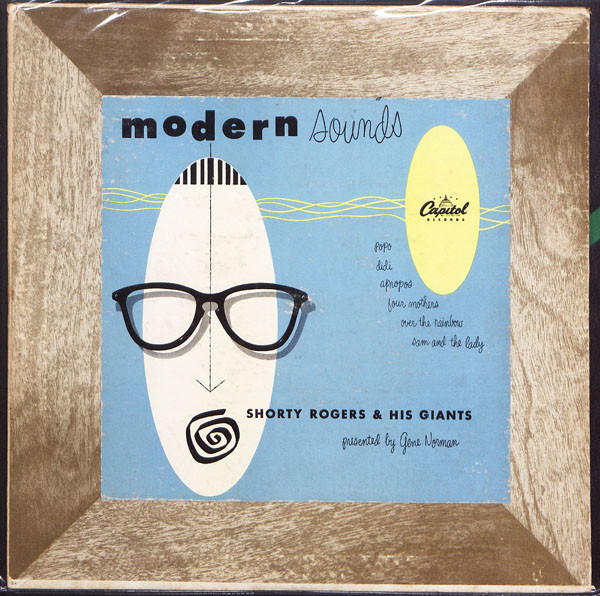 modern sounds
Capitol
RECORDS
popo
didi
apropos
four mothers
over the rainbow
sam and the lady
SHORTY ROGERS & HIS GIANTS
presented by Gene Norman